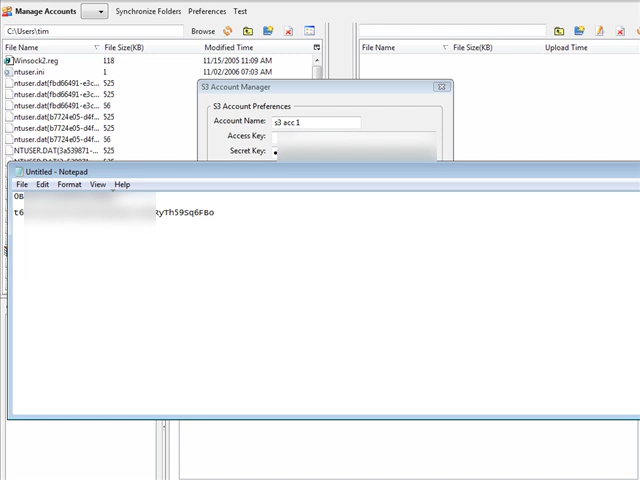 Manage Accounts Synchronize Folders Preferences Test
C:\Users\tim Browse
File Name File Size(KB) Modified Time File Name File Size(KB) Upload Time
Winsock2.reg 118 11/15/2005 11:09 AM
ntuser.ini 1 11/02/2006 07:03 AM
ntuser.dat{fbd66491-e3c... 525
ntuser.dat{fbd66491-e3c... 525
ntuser.dat{fbd66491-e3c... 56
ntuser.dat{b7724e05-d4f... 525
ntuser.dat{b7724e05-d4f... 525
ntuser.dat{b7724e05-d4f... 56
NTUSER.DAT{3a539871-... 525
S3 Account Manager
S3 Account Preferences
Account Name: s3 acc 1
Access Key:
Secret Key:
Untitled - Notepad
File Edit Format View Help